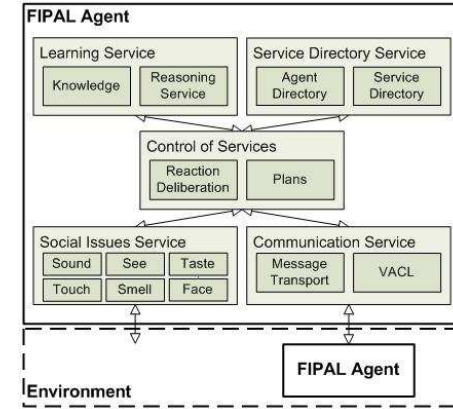 FIPAL Agent
Learning Service
Knowledge
Reasoning
Service
Service Directory Service
Agent
Directory
Service
Directory
Control of Services
Reaction
Deliberation
Plans
Social Issues Service
Sound
See
Taste
Touch
Smell
Face
Communication Service
Message
Transport
VACL
FIPAL Agent
Environment